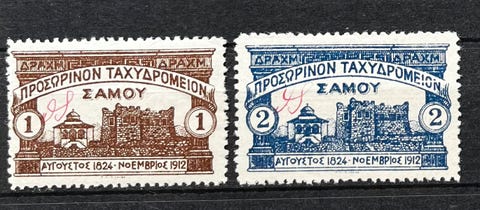 ΔΡΑΧΜ. ΔΡΑΧΜ.
ΠΡΟΣΩΡΙΝΟΝ ΤΑΧΥΔΡΟΜΕΙΟΝ
ΣΑΜΟΥ
1 1
ΑΥΓΟΥΣΤΟΣ 1824-ΝΟΕΜΒΡΙΟΣ 1912
ΔΡΑΧΜ. ΔΡΑΧΜ.
ΠΡΟΣΩΡΙΝΟΝ ΤΑΧΥΔΡΟΜΕΙΟΝ
ΣΑΜΟΥ
2 2
ΑΥΓΟΥΣΤΟΣ 1824-ΝΟΕΜΒΡΙΟΣ 1912